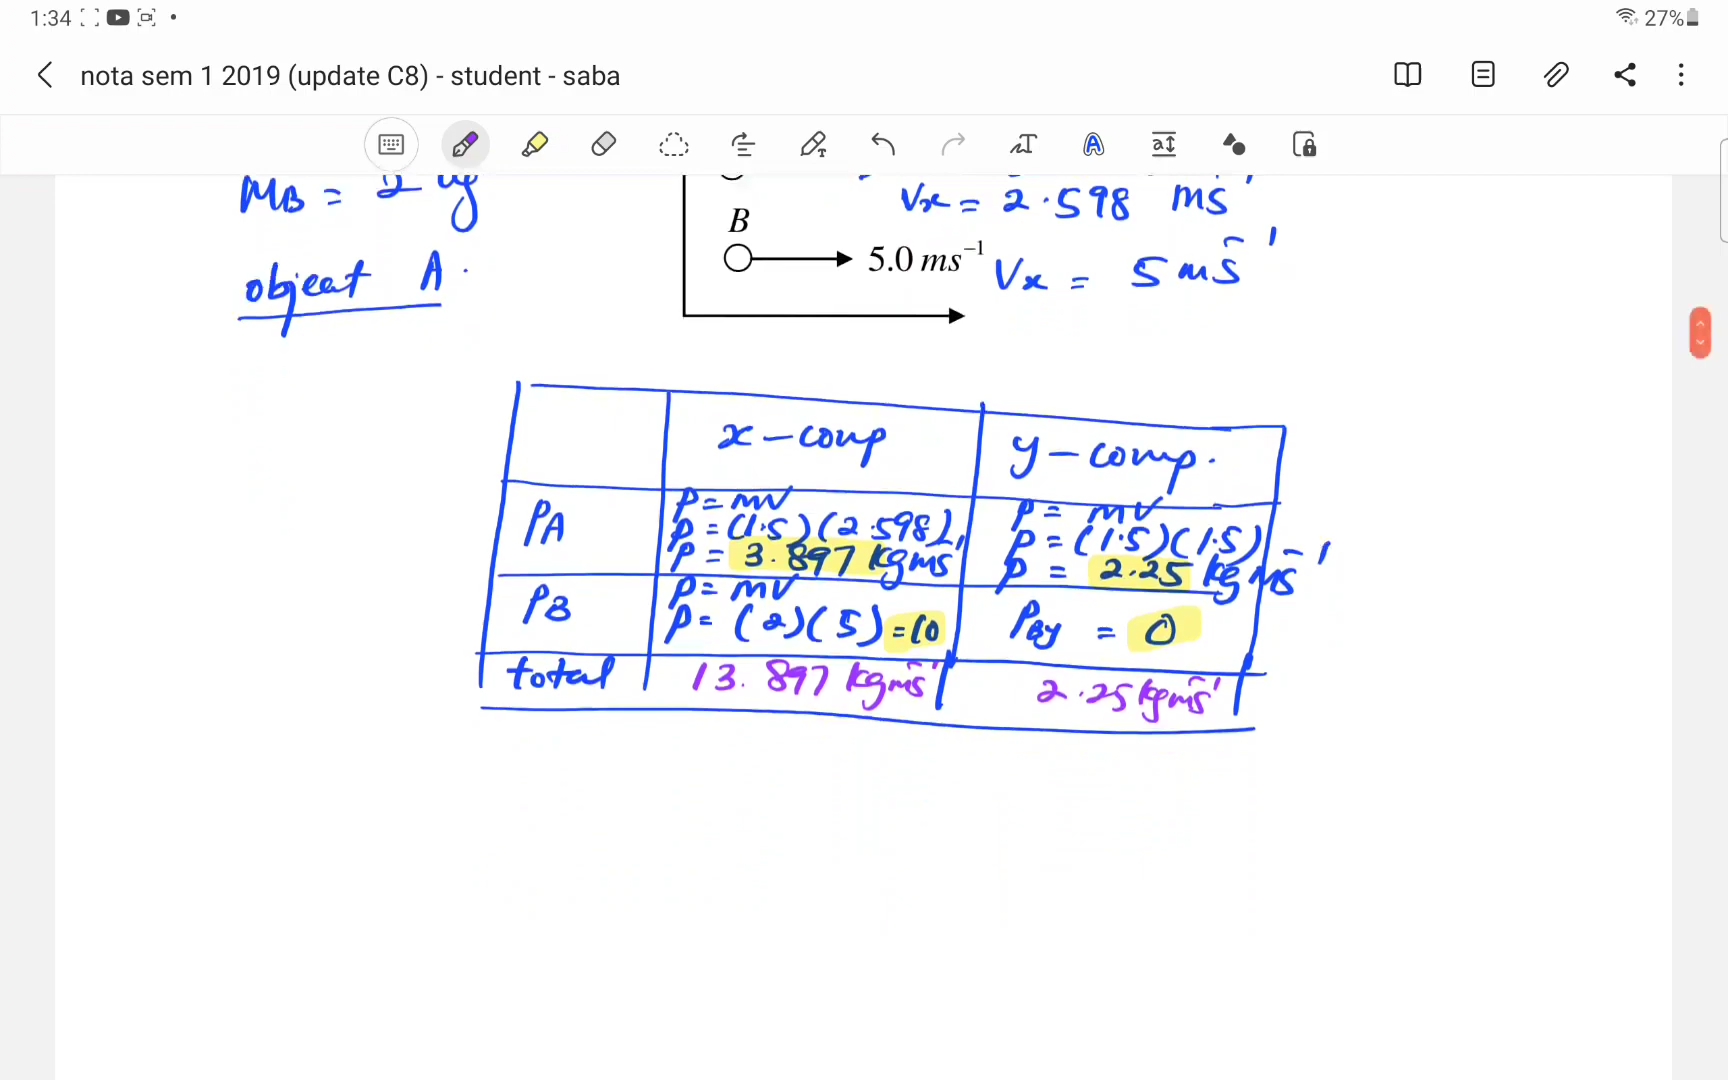 1:34
27%
nota sem 1 2019 (update C8) - student - saba
MB = 2 kg
Vx = 2.598 ms⁻¹
B
5.0 ms⁻¹ Vx = 5 ms⁻¹
object A.
x-comp y-comp.
PA
P = mv
P = (1.5)(2.598)
P = 3.897 kgms⁻¹
P = mv
P = (1.5)(1.5)
P = 2.25 kgms⁻¹
PB
P = mv
P = (2)(5) = 10
PBy = 0
total 13.897 kgms⁻¹ 2.25 kgms⁻¹